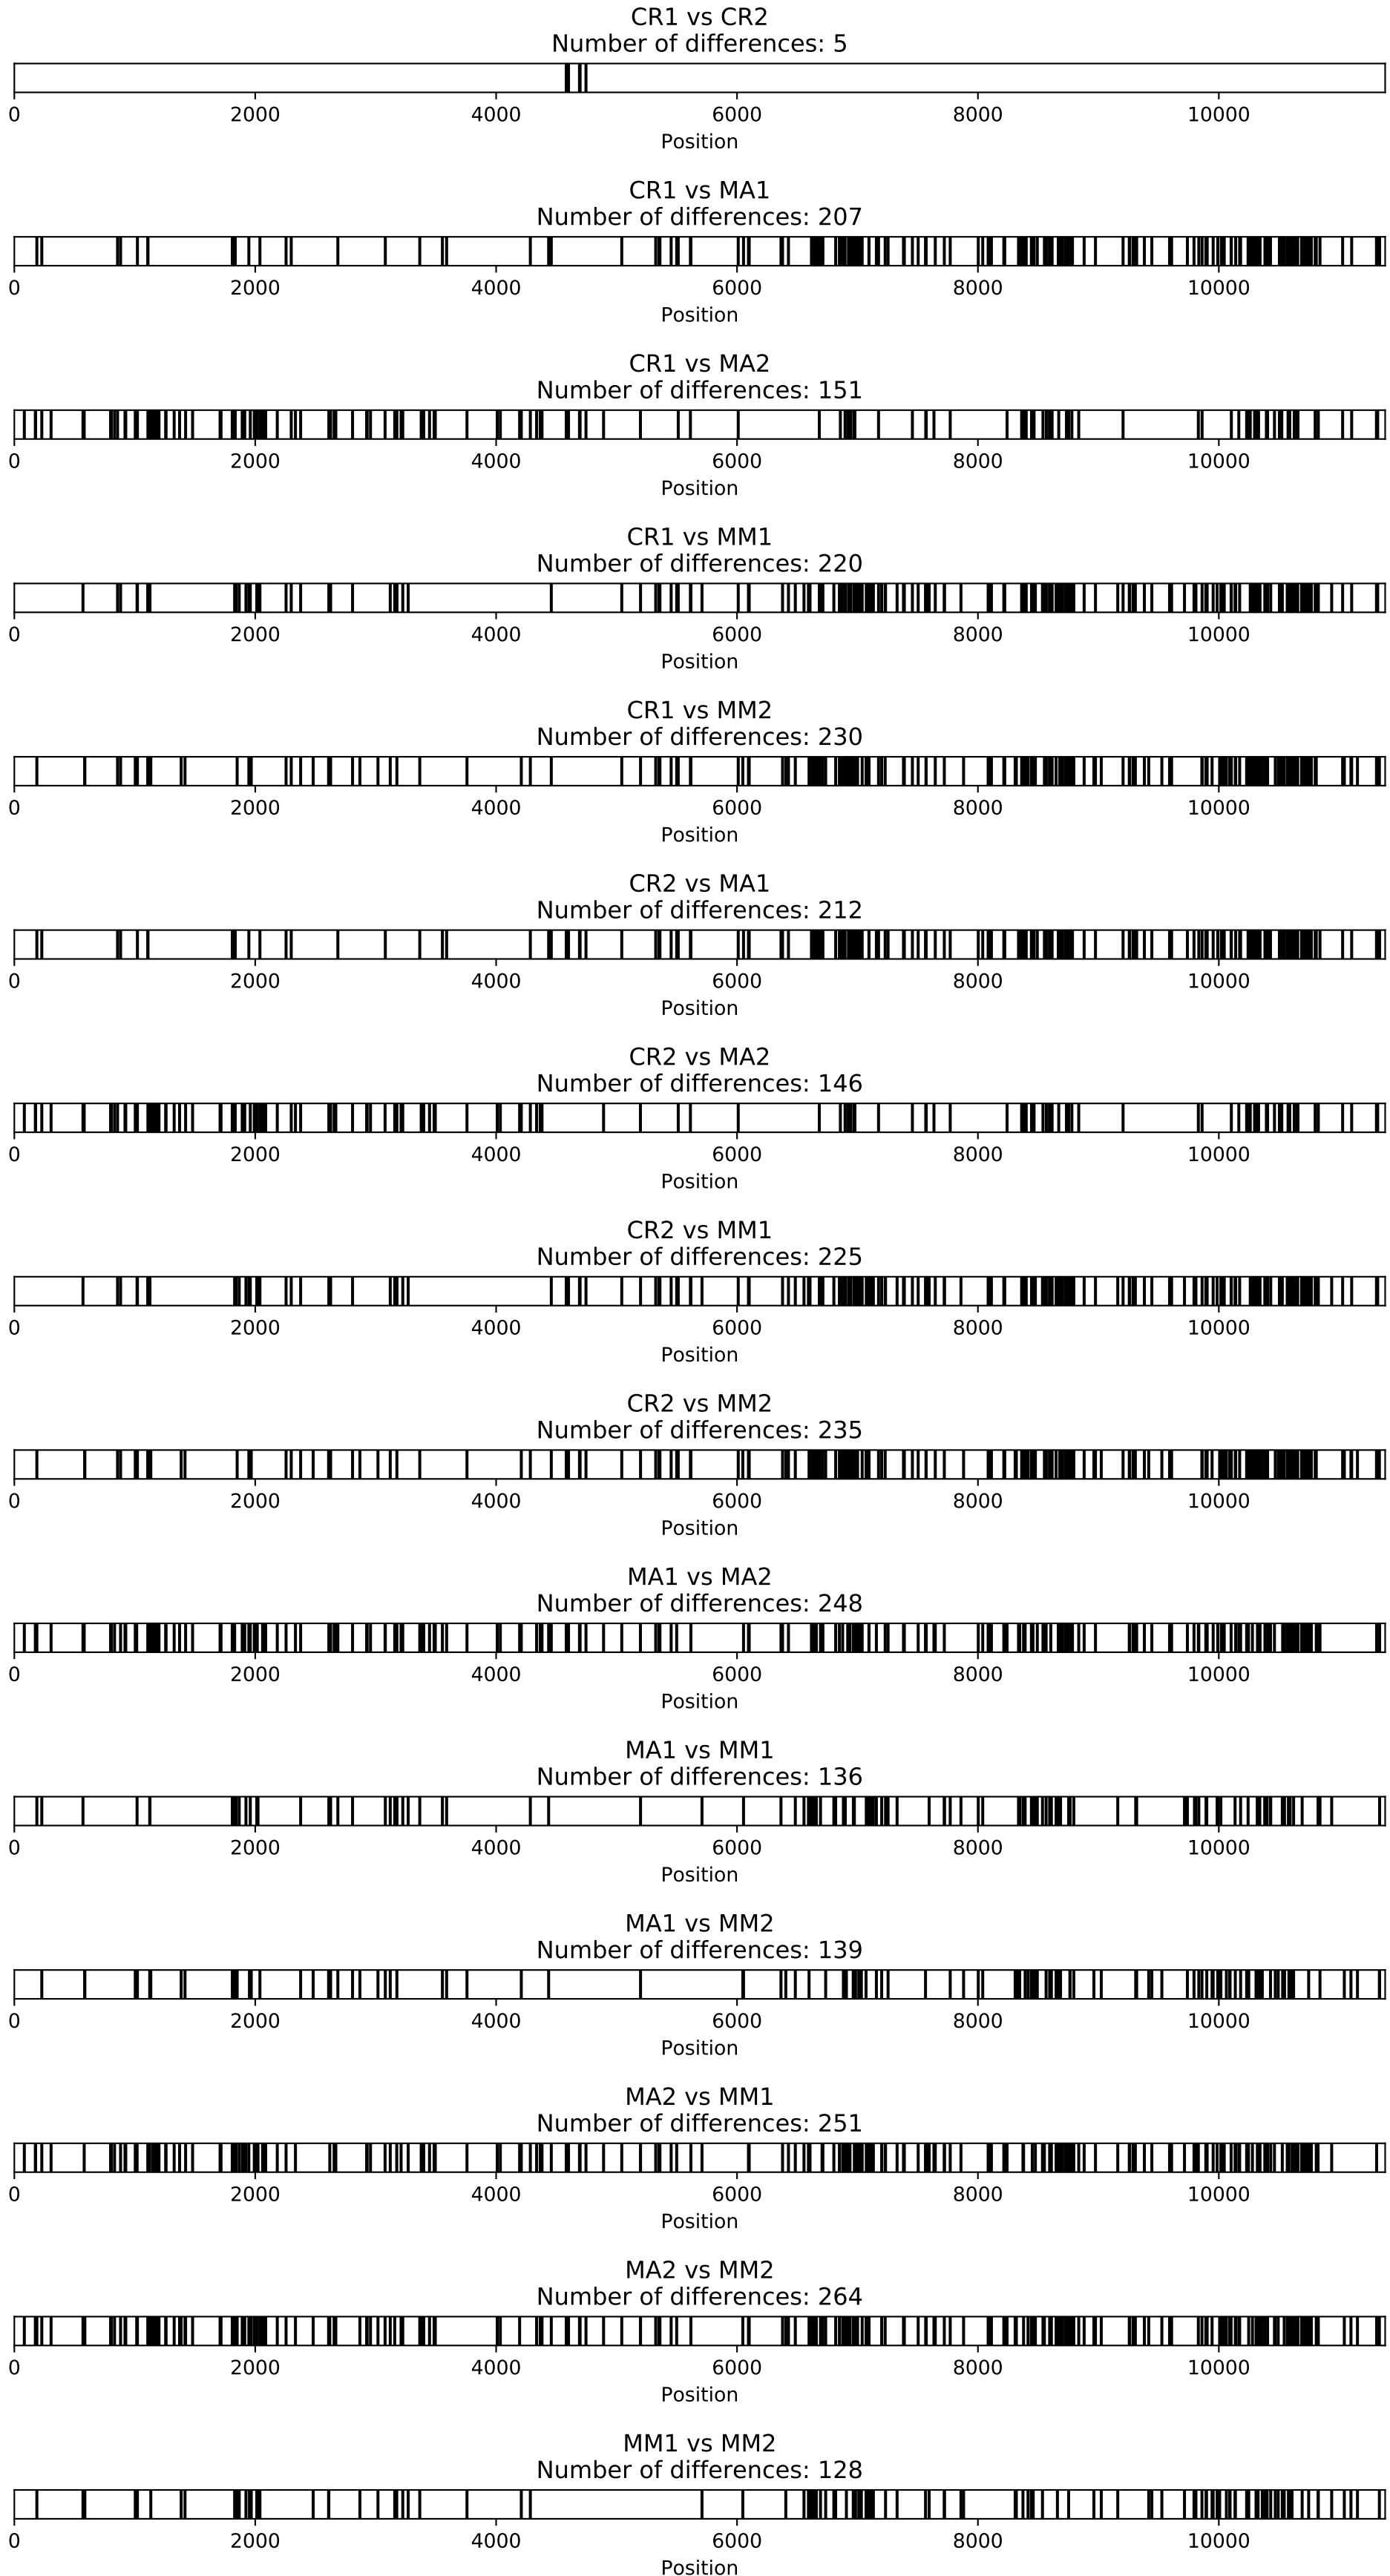 CR1 vs CR2
Number of differences: 5
0 2000 4000 6000 8000 10000
Position
CR1 vs MA1
Number of differences: 207
0 2000 4000 6000 8000 10000
Position
CR1 vs MA2
Number of differences: 151
0 2000 4000 6000 8000 10000
Position
CR1 vs MM1
Number of differences: 220
0 2000 4000 6000 8000 10000
Position
CR1 vs MM2
Number of differences: 230
0 2000 4000 6000 8000 10000
Position
CR2 vs MA1
Number of differences: 212
0 2000 4000 6000 8000 10000
Position
CR2 vs MA2
Number of differences: 146
0 2000 4000 6000 8000 10000
Position
CR2 vs MM1
Number of differences: 225
0 2000 4000 6000 8000 10000
Position
CR2 vs MM2
Number of differences: 235
0 2000 4000 6000 8000 10000
Position
MA1 vs MA2
Number of differences: 248
0 2000 4000 6000 8000 10000
Position
MA1 vs MM1
Number of differences: 136
0 2000 4000 6000 8000 10000
Position
MA1 vs MM2
Number of differences: 139
0 2000 4000 6000 8000 10000
Position
MA2 vs MM1
Number of differences: 251
0 2000 4000 6000 8000 10000
Position
MA2 vs MM2
Number of differences: 264
0 2000 4000 6000 8000 10000
Position
MM1 vs MM2
Number of differences: 128
0 2000 4000 6000 8000 10000
Position